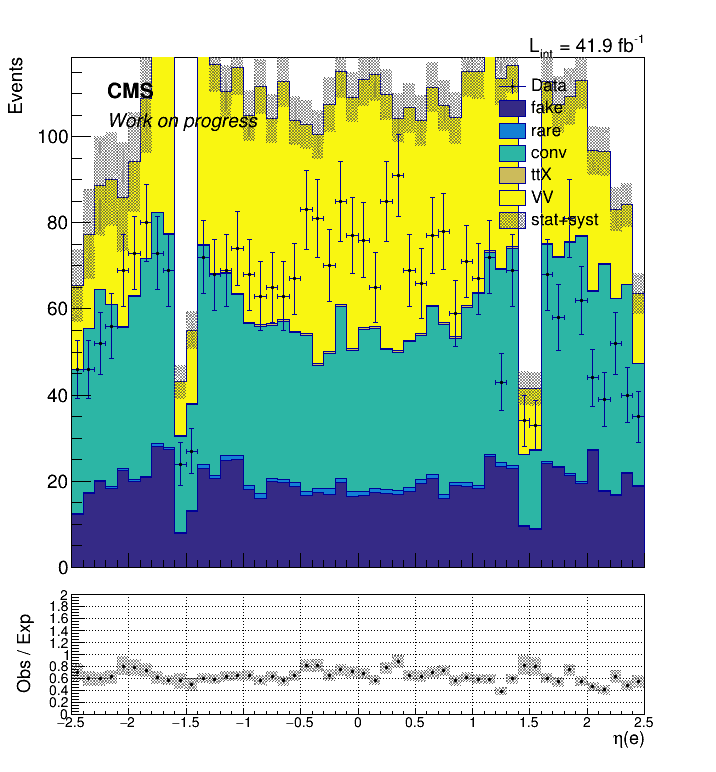 L_int = 41.9 fb⁻¹
Events
CMS
Work on progress
Data
fake
rare
conv
ttX
VV
stat+syst
100
80
60
40
20
0
Obs / Exp
2
1.8
1.6
1.4
1.2
1
0.8
0.6
0.4
0.2
0
−2.5 −2 −1.5 −1 −0.5 0 0.5 1 1.5 2 2.5
η(e)